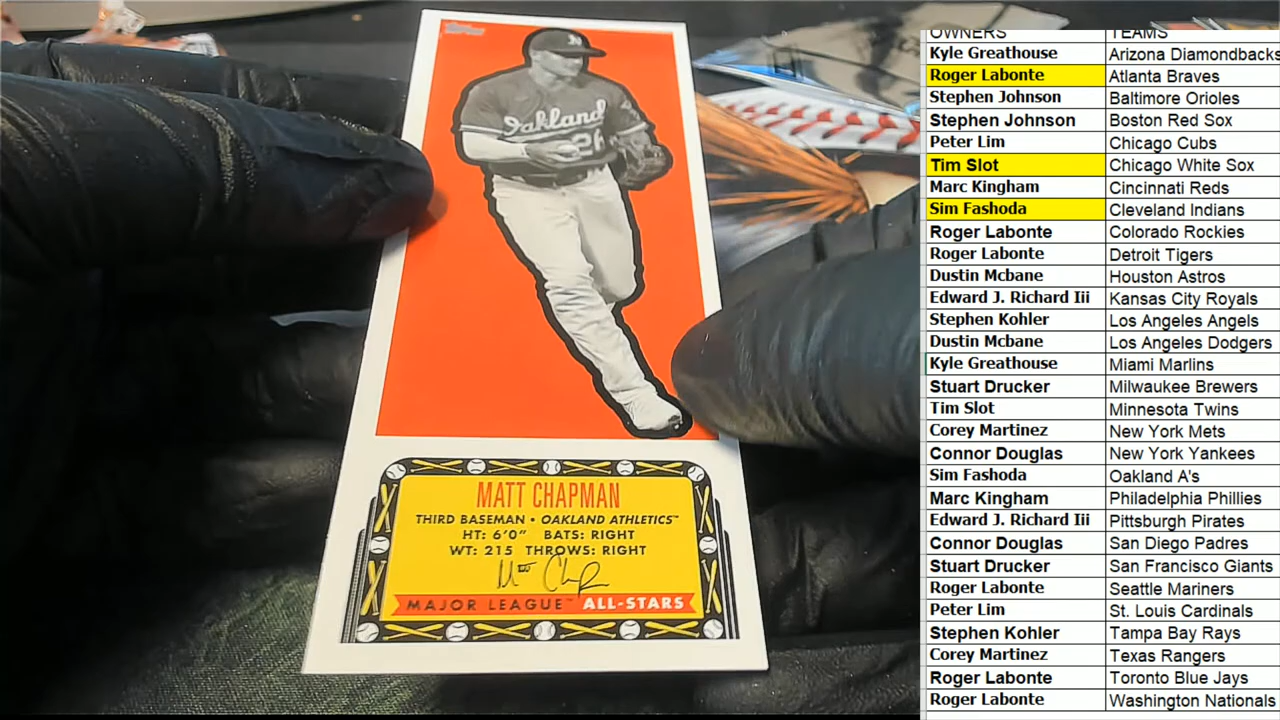 Topps
N
Oakland
26
MATT CHAPMAN
THIRD BASEMAN • OAKLAND ATHLETICS™
HT: 6'0" BATS: RIGHT
WT: 215 THROWS: RIGHT
MAJOR LEAGUE™ ALL-STARS
OWNERS TEAMS
Kyle Greathouse Arizona Diamondbacks
Roger Labonte Atlanta Braves
Stephen Johnson Baltimore Orioles
Stephen Johnson Boston Red Sox
Peter Lim Chicago Cubs
Tim Slot Chicago White Sox
Marc Kingham Cincinnati Reds
Sim Fashoda Cleveland Indians
Roger Labonte Colorado Rockies
Roger Labonte Detroit Tigers
Dustin Mcbane Houston Astros
Edward J. Richard Iii Kansas City Royals
Stephen Kohler Los Angeles Angels
Dustin Mcbane Los Angeles Dodgers
Kyle Greathouse Miami Marlins
Stuart Drucker Milwaukee Brewers
Tim Slot Minnesota Twins
Corey Martinez New York Mets
Connor Douglas New York Yankees
Sim Fashoda Oakland A's
Marc Kingham Philadelphia Phillies
Edward J. Richard Iii Pittsburgh Pirates
Connor Douglas San Diego Padres
Stuart Drucker San Francisco Giants
Roger Labonte Seattle Mariners
Peter Lim St. Louis Cardinals
Stephen Kohler Tampa Bay Rays
Corey Martinez Texas Rangers
Roger Labonte Toronto Blue Jays
Roger Labonte Washington Nationals